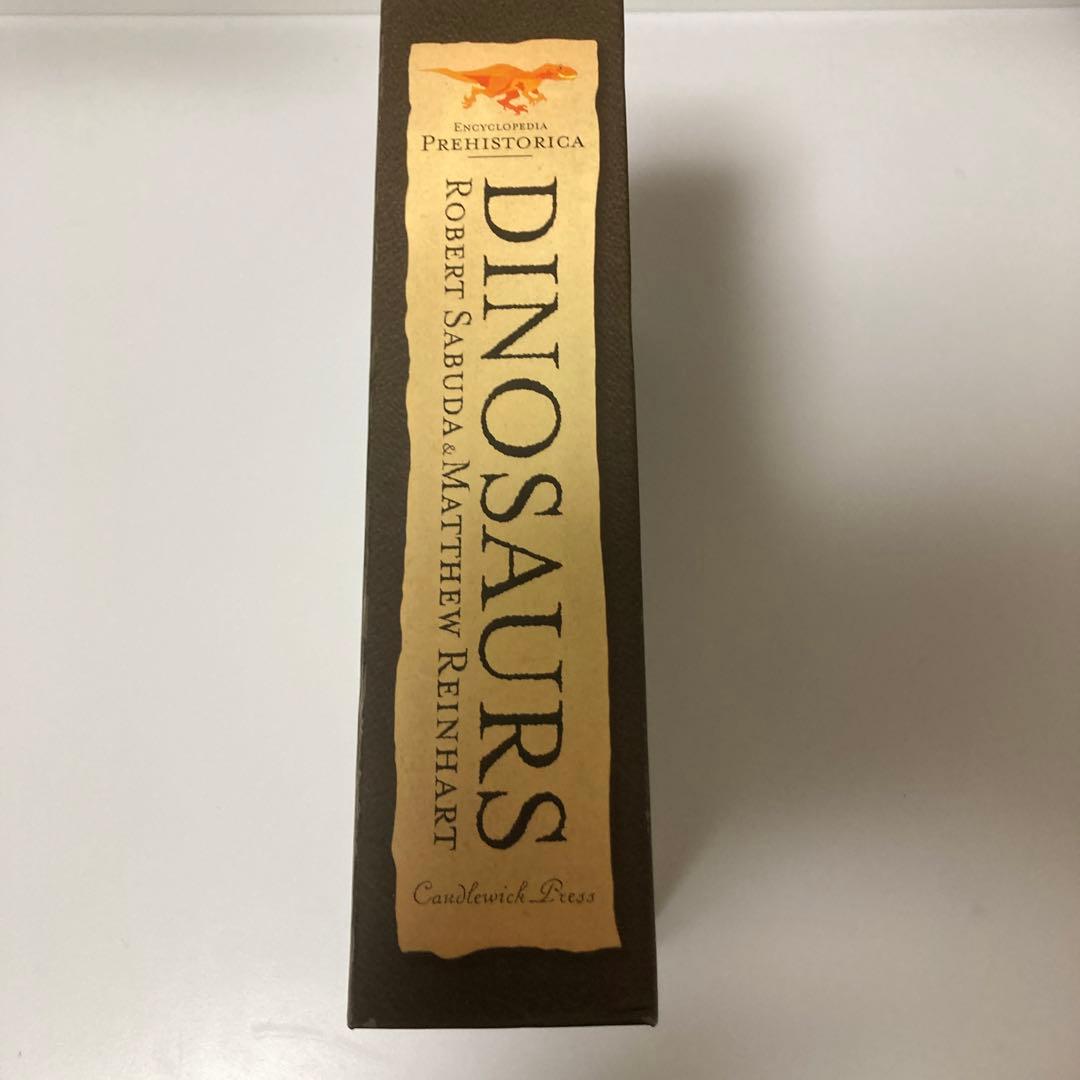 ENCYCLOPEDIA
PREHISTORICA
DINOSAURS
ROBERT SABUDA & MATTHEW REINHART
Candlewick Press